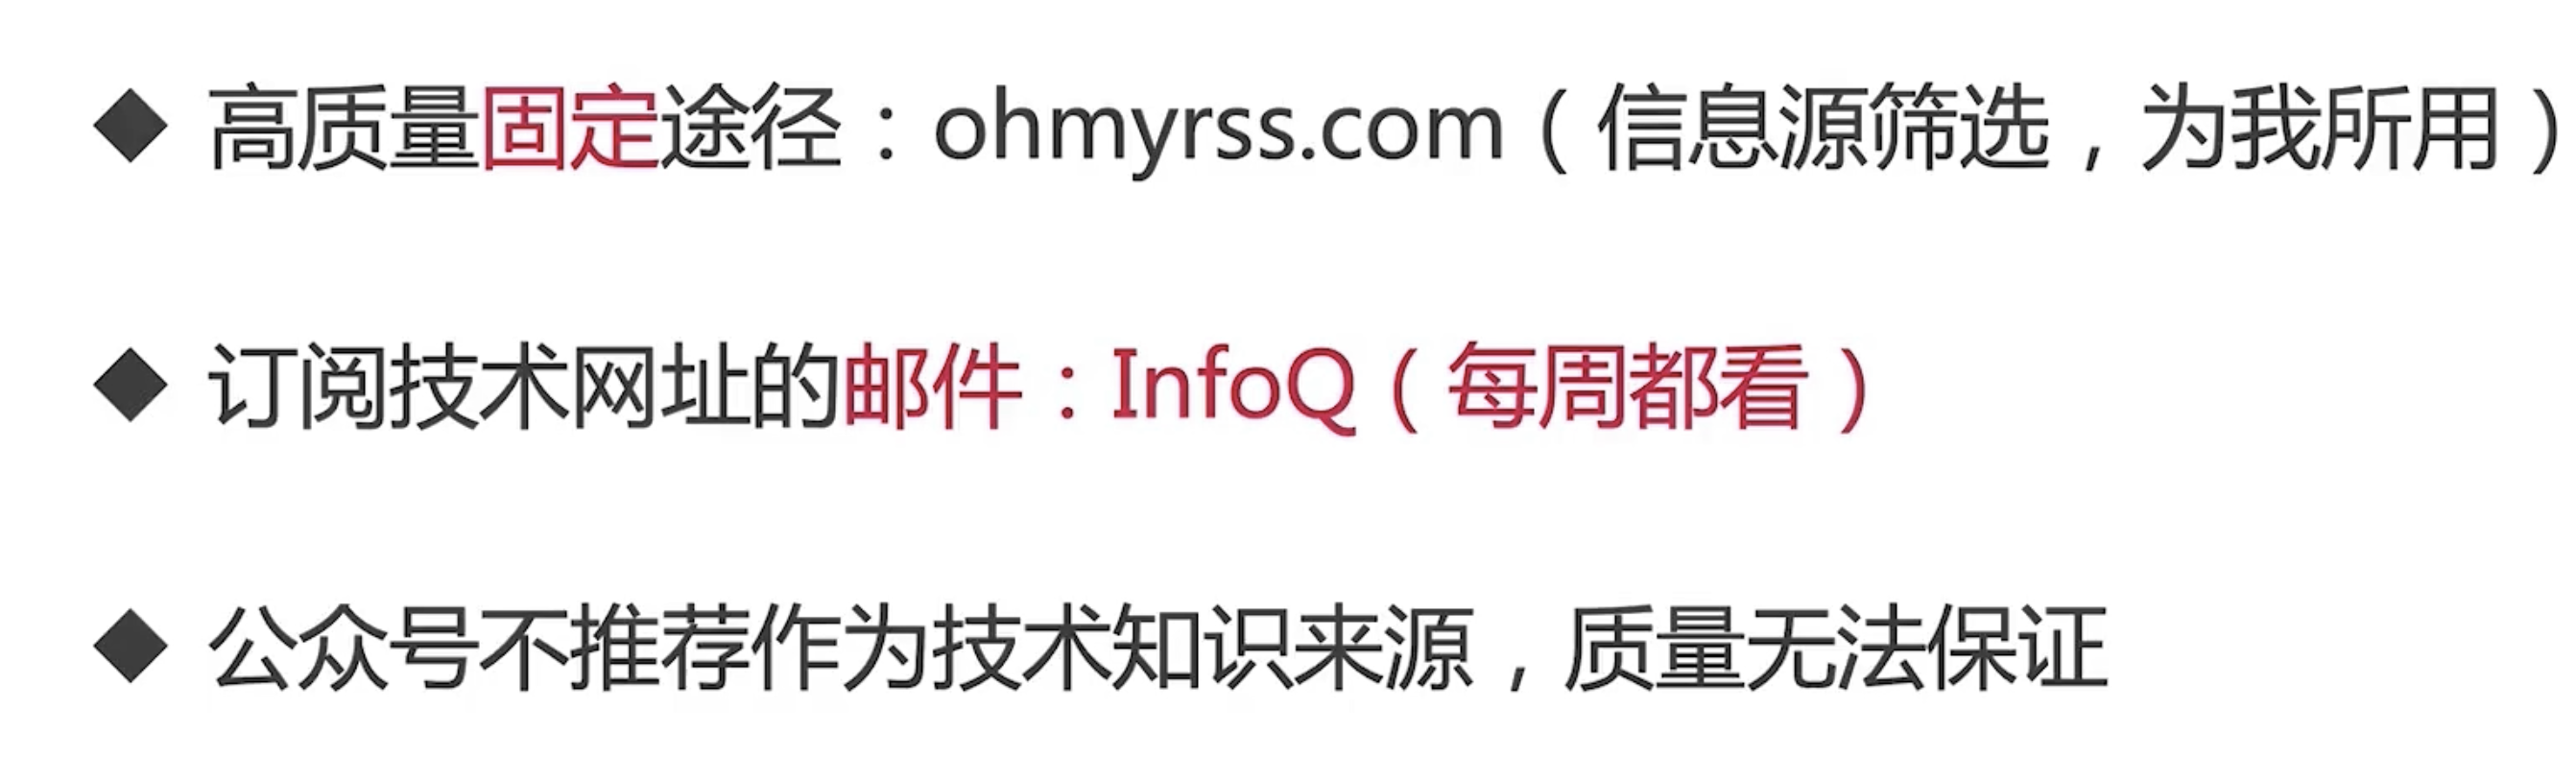 ◆ 高质量固定途径：ohmyrss.com（信息源筛选，为我所用）
◆ 订阅技术网址的邮件：InfoQ（每周都看）
◆ 公众号不推荐作为技术知识来源，质量无法保证